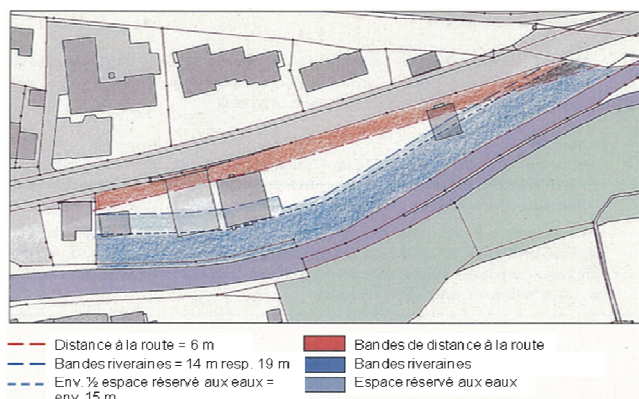 Distance à la route = 6 m
Bandes de distance à la route
Bandes riveraines = 14 m resp. 19 m
Bandes riveraines
Env. ½ espace réservé aux eaux =
env. 15 m
Espace réservé aux eaux